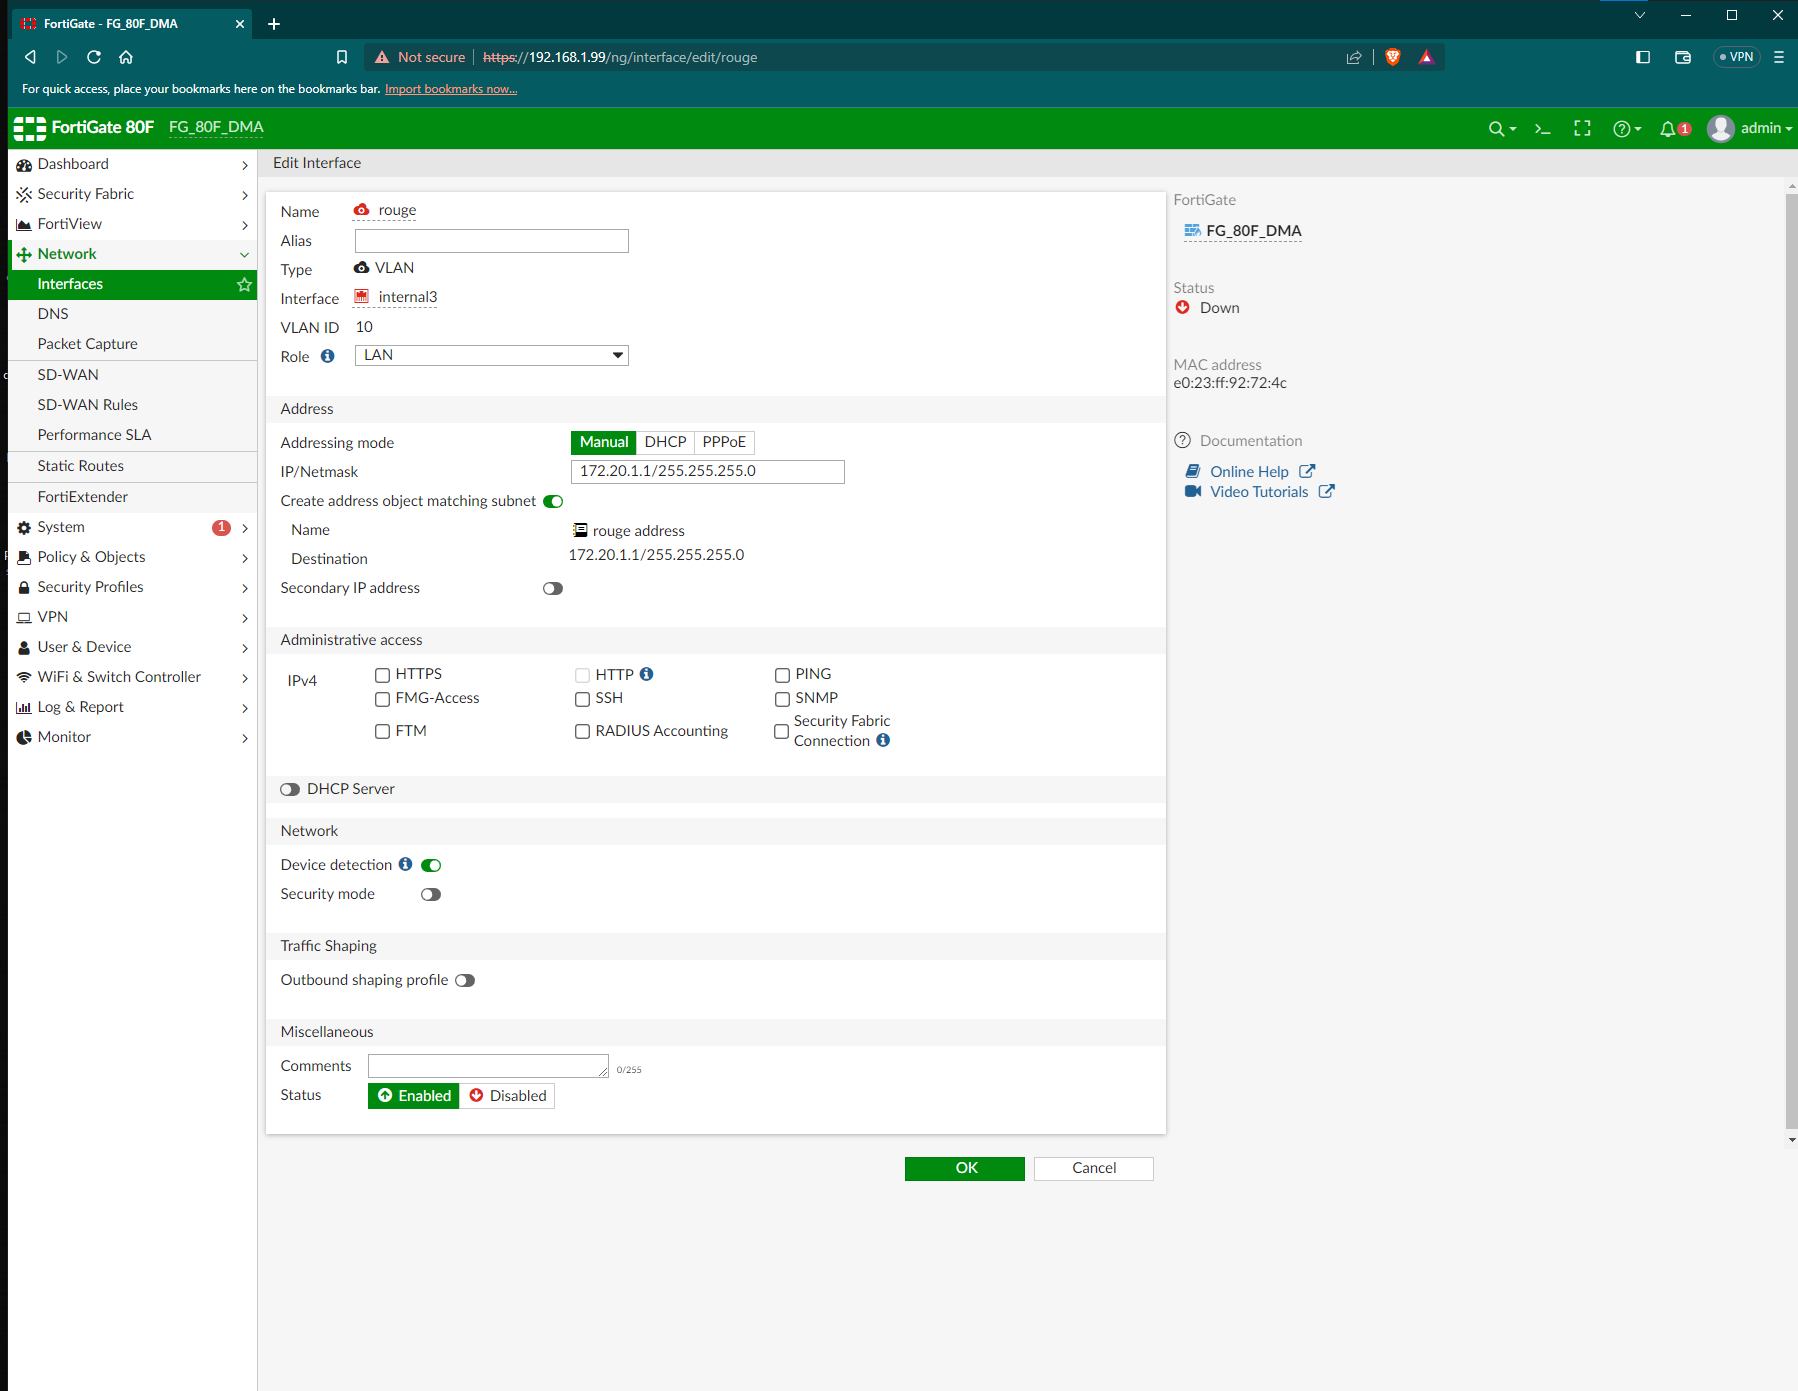 FortiGate - FG_80F_DMA
Not secure https://192.168.1.99/ng/interface/edit/rouge
VPN
For quick access, place your bookmarks here on the bookmarks bar. Import bookmarks now...
FortiGate 80F FG_80F_DMA
1 admin
Dashboard
Security Fabric
FortiView
Network
Interfaces
DNS
Packet Capture
SD-WAN
SD-WAN Rules
Performance SLA
Static Routes
FortiExtender
System 1
Policy & Objects
Security Profiles
VPN
User & Device
WiFi & Switch Controller
Log & Report
Monitor
Edit Interface
Name rouge
Alias
Type VLAN
Interface internal3
VLAN ID 10
Role LAN
Address
Addressing mode Manual DHCP PPPoE
IP/Netmask 172.20.1.1/255.255.255.0
Create address object matching subnet
Name rouge address
Destination 172.20.1.1/255.255.255.0
Secondary IP address
Administrative access
IPv4 HTTPS HTTP PING
FMG-Access SSH SNMP
FTM RADIUS Accounting Security Fabric
Connection
DHCP Server
Network
Device detection
Security mode
Traffic Shaping
Outbound shaping profile
Miscellaneous
Comments 0/255
Status Enabled Disabled
OK Cancel
FortiGate
FG_80F_DMA
Status
Down
MAC address
e0:23:ff:92:72:4c
Documentation
Online Help
Video Tutorials